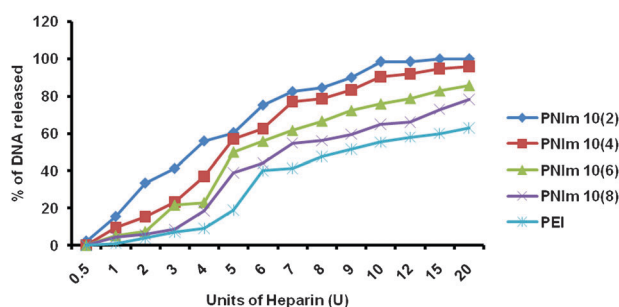 120
100
80
60
40
20
0
% of DNA released
0.5 1 2 3 4 5 6 7 8 9 10 12 15 20
Units of Heparin (U)
PNIm 10(2)
PNIm 10(4)
PNIm 10(6)
PNIm 10(8)
PEI